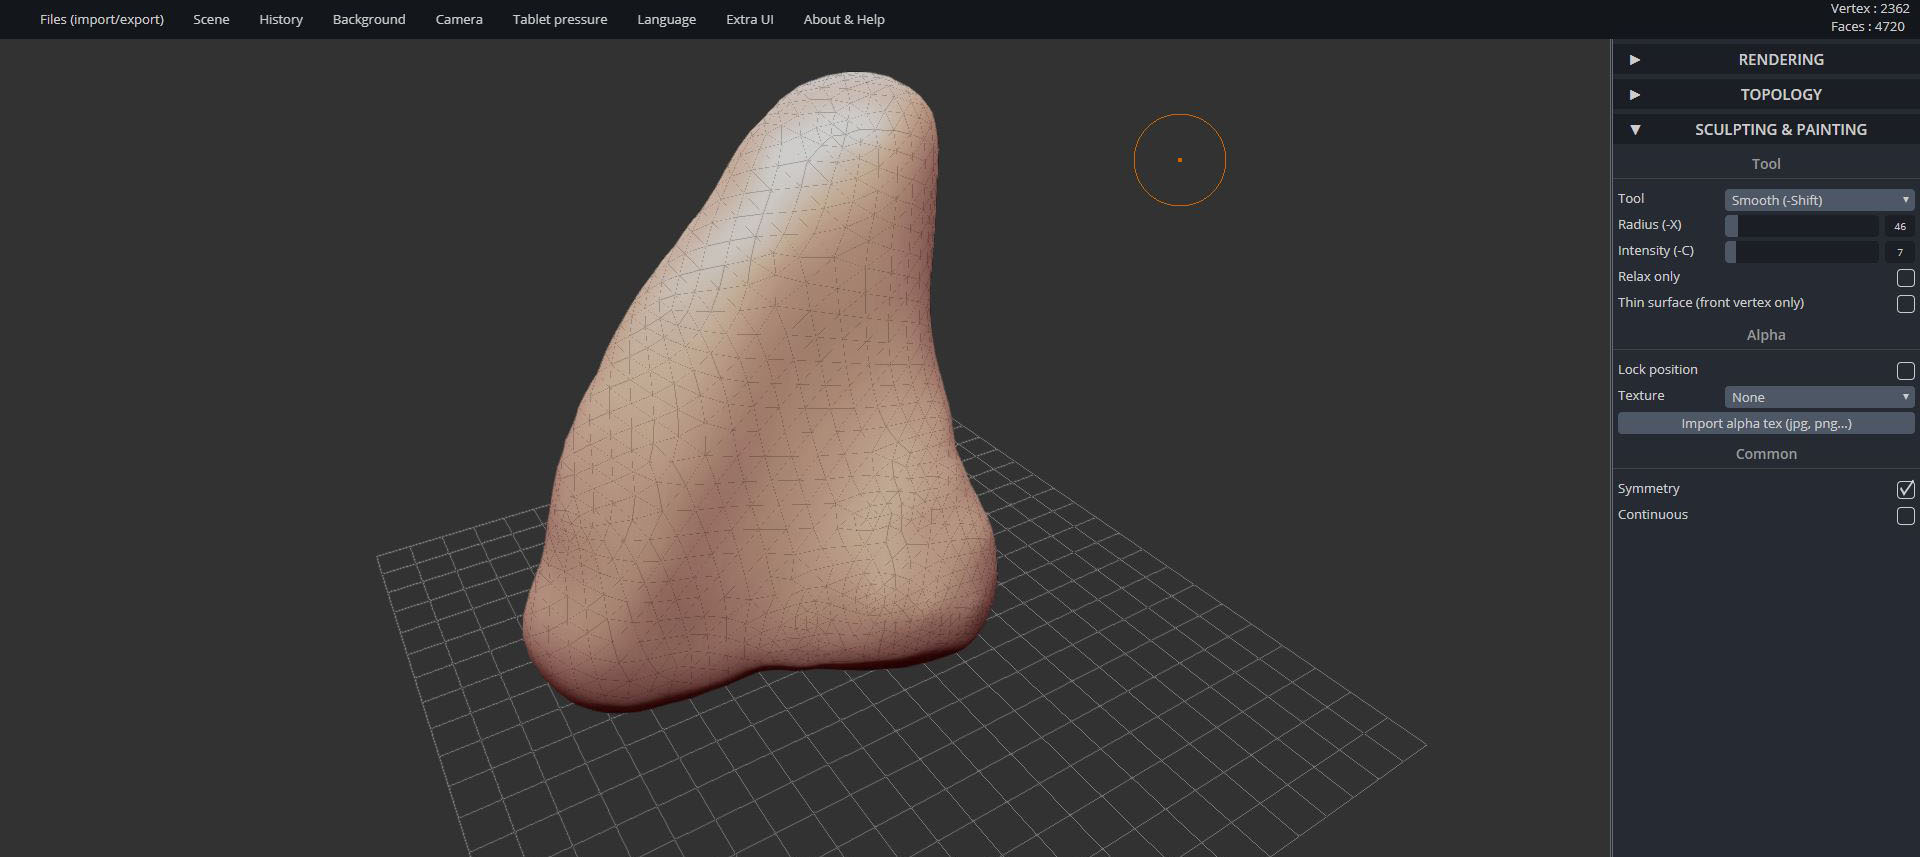 Files (import/export) Scene History Background Camera Tablet pressure Language Extra UI About & Help
Vertex : 2362
Faces : 4720
RENDERING
TOPOLOGY
SCULPTING & PAINTING
Tool
Tool Smooth (-Shift)
Radius (-X) 46
Intensity (-C) 7
Relax only
Thin surface (front vertex only)
Alpha
Lock position
Texture None
Import alpha tex (jpg, png...)
Common
Symmetry
Continuous